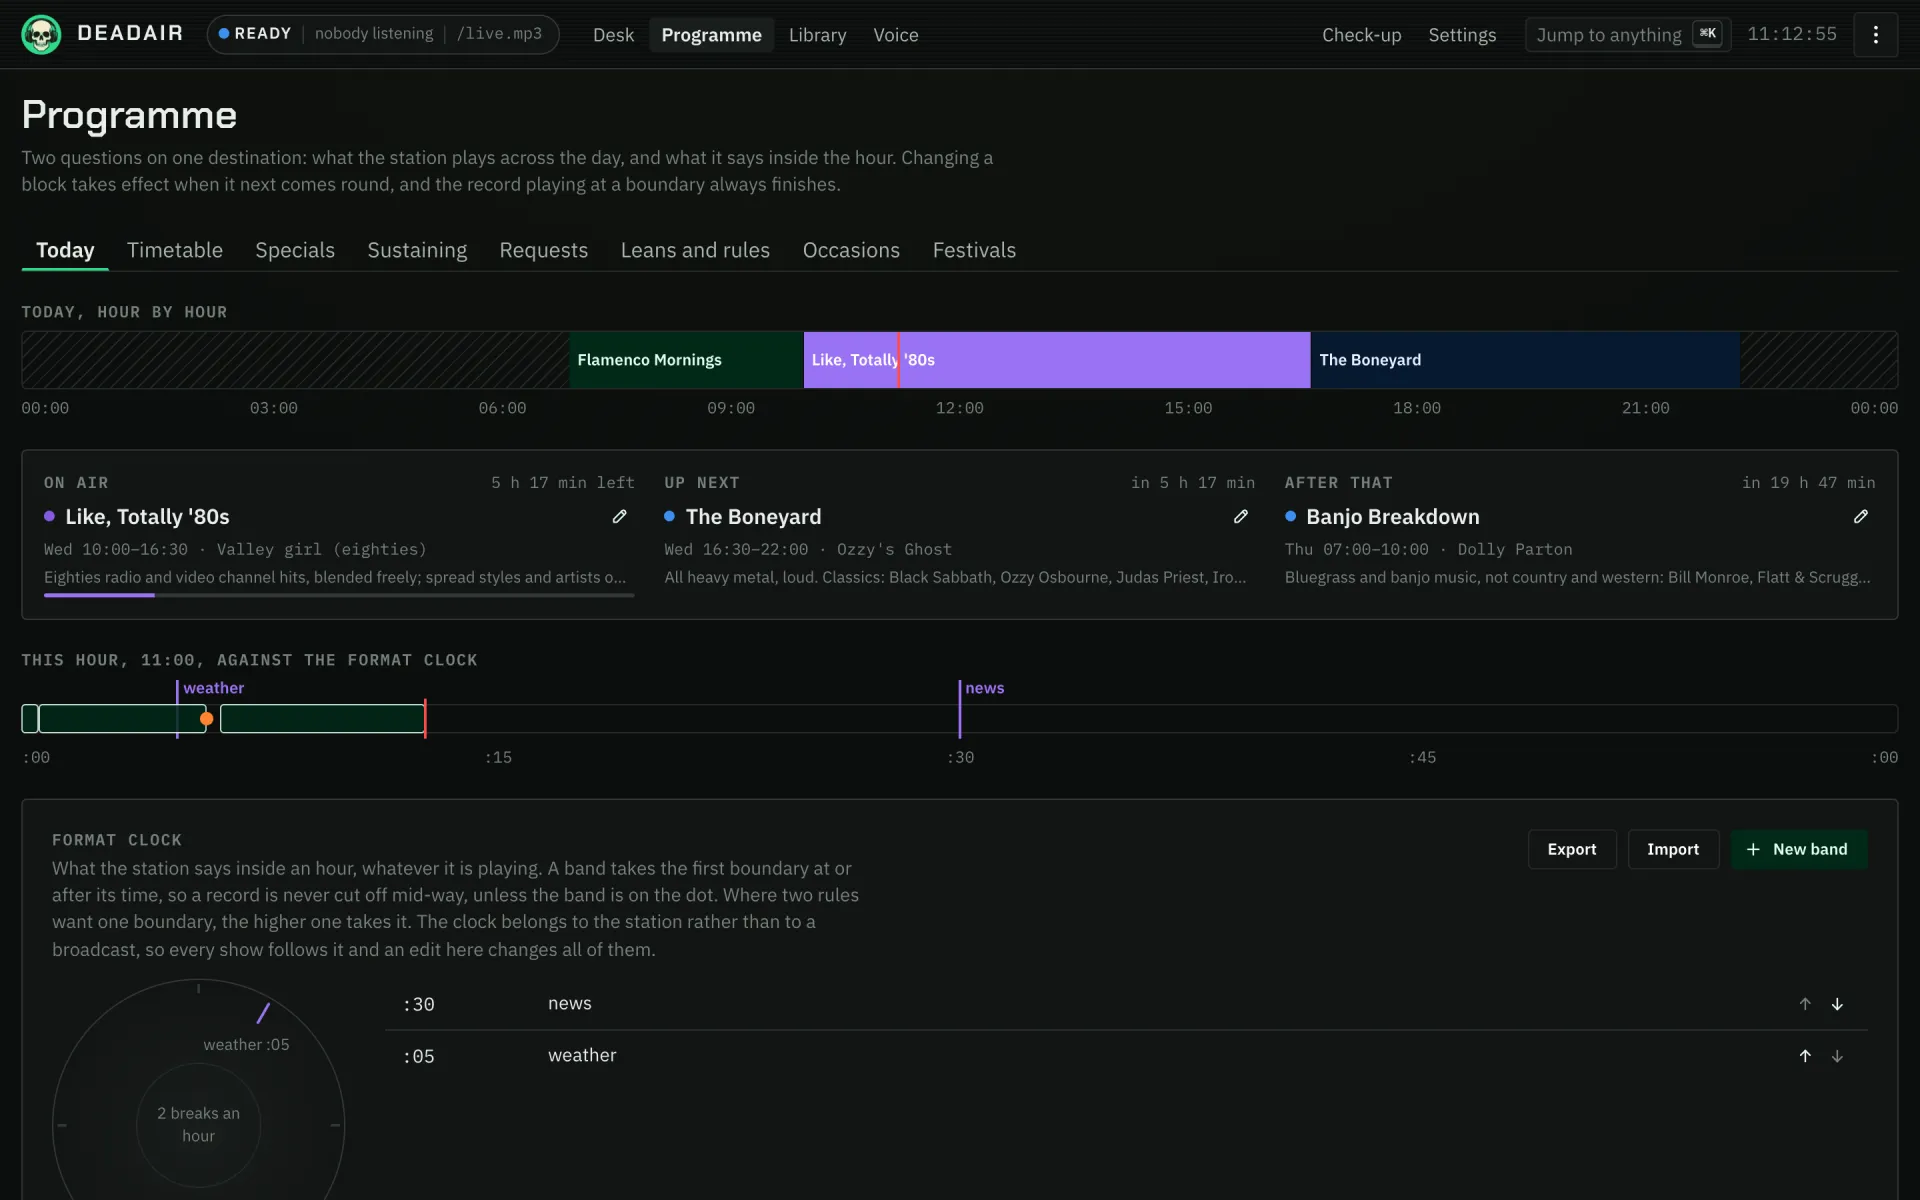 DEADAIR
READY
nobody listening
/live.mp3
Desk
Programme
Library
Voice
Check-up
Settings
Jump to anything ⌘K
11:12:55
Programme
Two questions on one destination: what the station plays across the day, and what it says inside the hour. Changing a
block takes effect when it next comes round, and the record playing at a boundary always finishes.
Today
Timetable
Specials
Sustaining
Requests
Leans and rules
Occasions
Festivals
TODAY, HOUR BY HOUR
Flamenco Mornings
Like, Totally '80s
The Boneyard
00:00
03:00
06:00
09:00
12:00
15:00
18:00
21:00
00:00
ON AIR
5 h 17 min left
Like, Totally '80s
Wed 10:00–16:30 · Valley girl (eighties)
Eighties radio and video channel hits, blended freely; spread styles and artists o...
UP NEXT
in 5 h 17 min
The Boneyard
Wed 16:30–22:00 · Ozzy's Ghost
All heavy metal, loud. Classics: Black Sabbath, Ozzy Osbourne, Judas Priest, Iro...
AFTER THAT
in 19 h 47 min
Banjo Breakdown
Thu 07:00–10:00 · Dolly Parton
Bluegrass and banjo music, not country and western: Bill Monroe, Flatt & Scrugg...
THIS HOUR, 11:00, AGAINST THE FORMAT CLOCK
weather
news
:00
:15
:30
:45
:00
FORMAT CLOCK
What the station says inside an hour, whatever it is playing. A band takes the first boundary at or
after its time, so a record is never cut off mid-way, unless the band is on the dot. Where two rules
want one boundary, the higher one takes it. The clock belongs to the station rather than to a
broadcast, so every show follows it and an edit here changes all of them.
Export
Import
+ New band
weather :05
2 breaks an
hour
:30 news
:05 weather